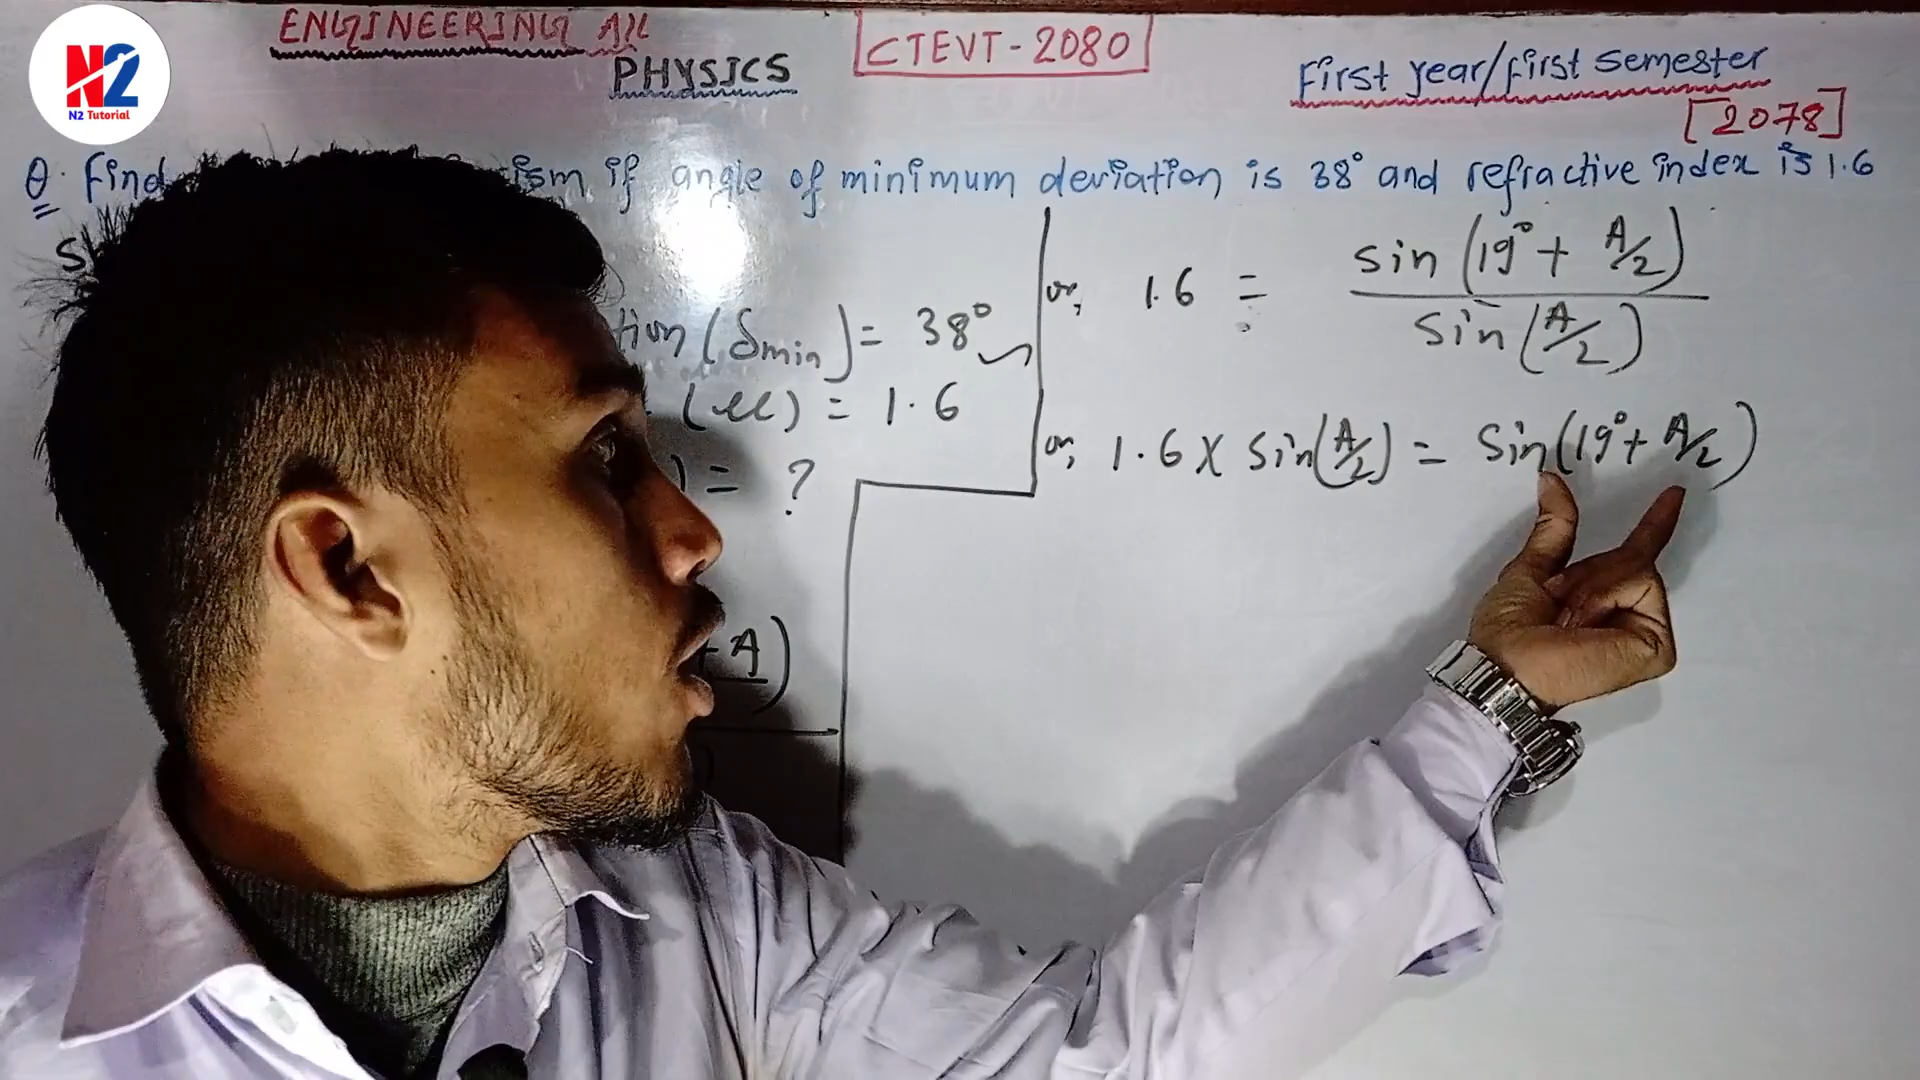 N2
N2 Tutorial
ENGINEERING All
PHYSICS
CTEVT-2080
First year/first semester
[2078]
Q. Find ism if angle of minimum deviation is 38° and refractive index is 1.6
tion (δmin) = 38°
(μ) = 1.6
) = ?
+ A)
or, 1.6 = sin (19° + A/2) / sin (A/2)
or, 1.6 × sin (A/2) = sin (19° + A/2)